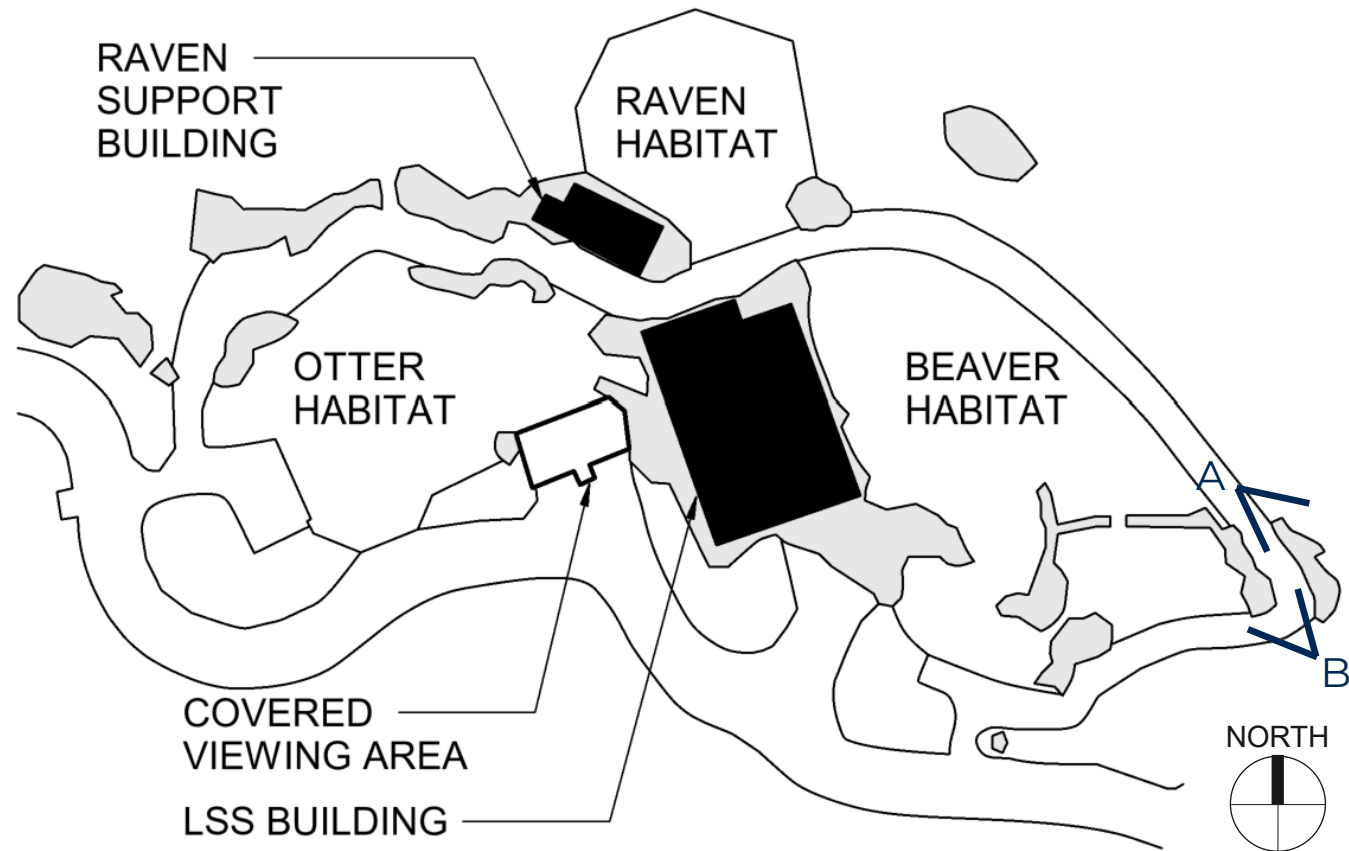 RAVEN
SUPPORT
BUILDING
RAVEN
HABITAT
OTTER
HABITAT
BEAVER
HABITAT
A
B
COVERED
VIEWING AREA
LSS BUILDING
NORTH